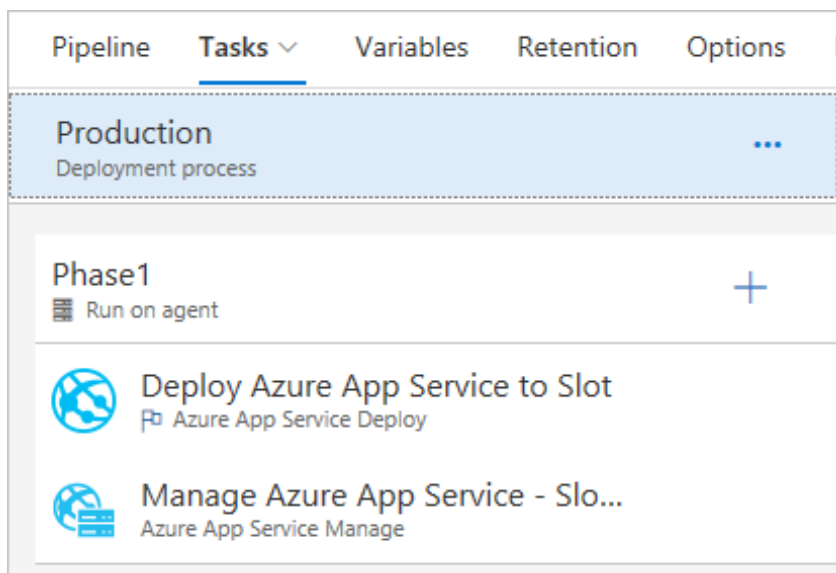 Pipeline Tasks Variables Retention Options
Production
Deployment process
Phase1
Run on agent
Deploy Azure App Service to Slot
Azure App Service Deploy
Manage Azure App Service - Slo...
Azure App Service Manage